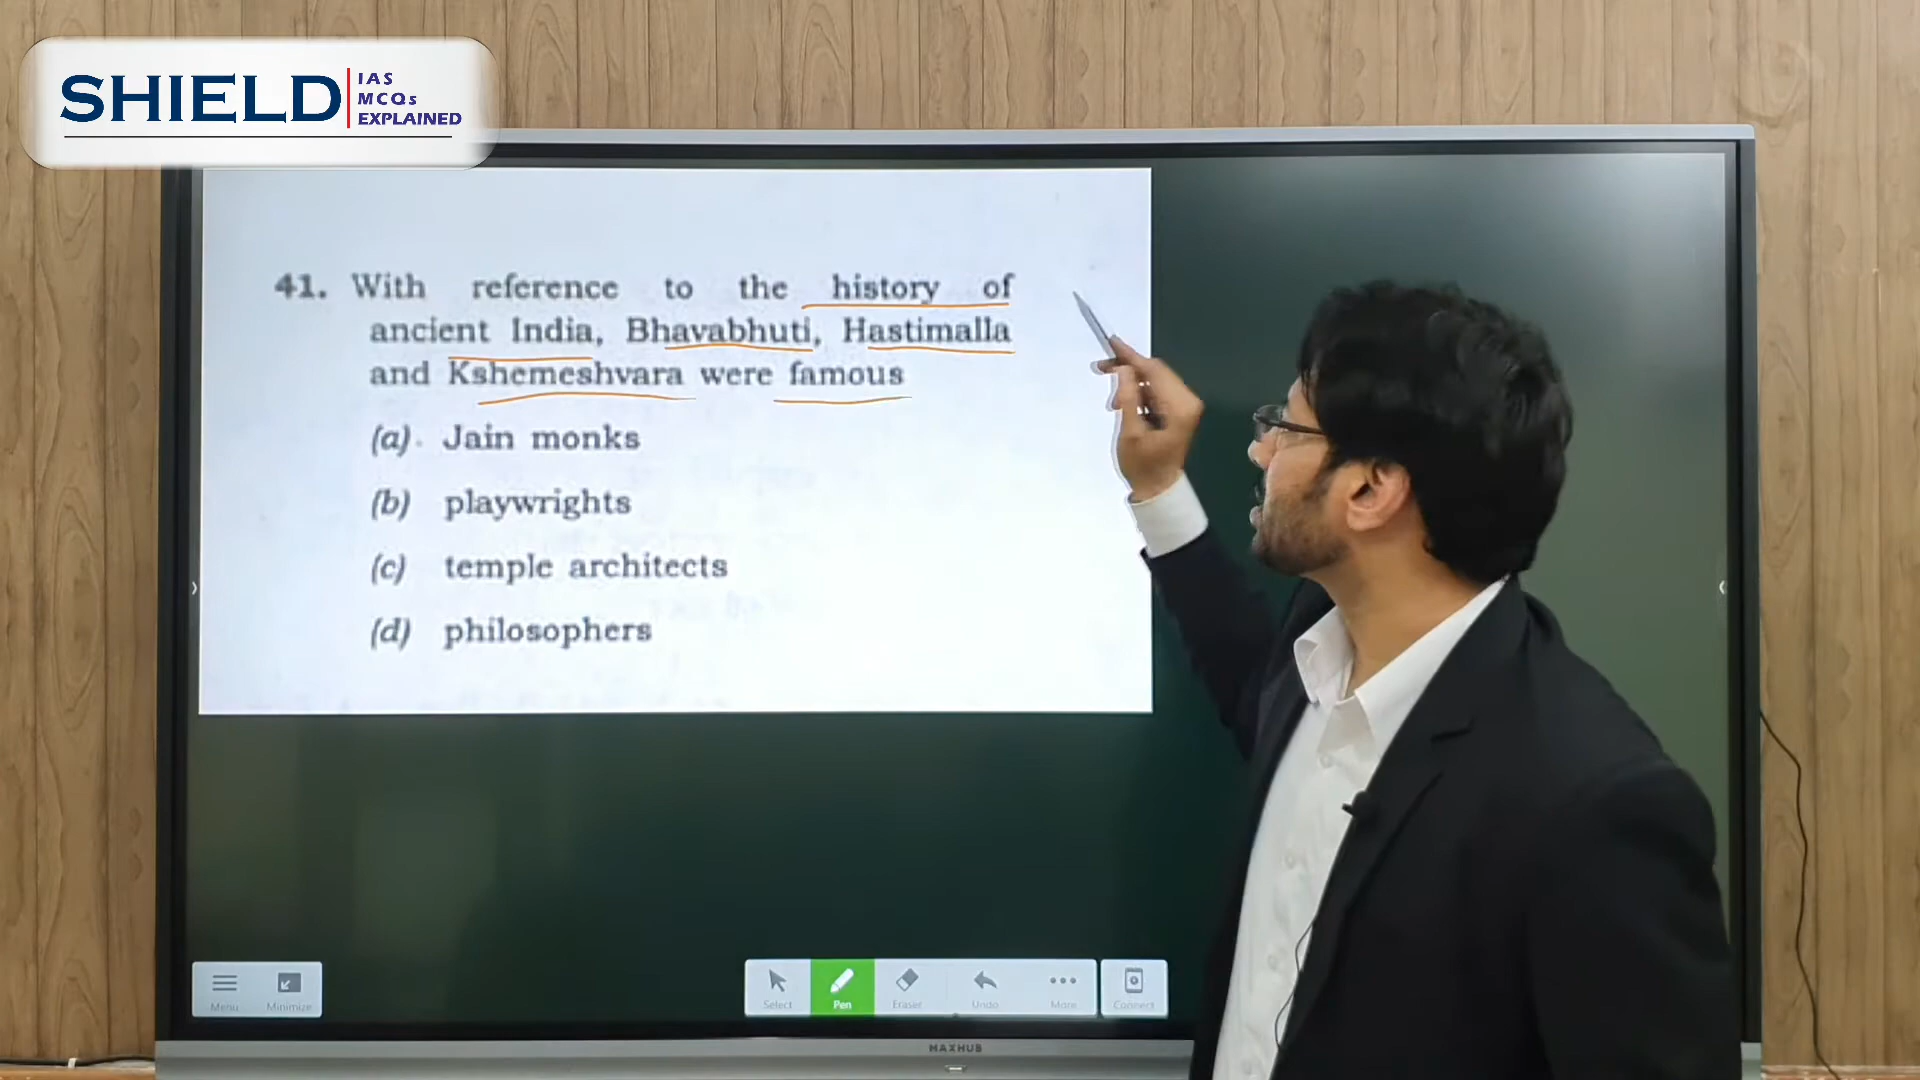 SHIELD
IAS
MCQs
EXPLAINED
41. With reference to the history of
ancient India, Bhavabhuti, Hastimalla
and Kshemeshvara were famous
(a) Jain monks
(b) playwrights
(c) temple architects
(d) philosophers
Menu
Minimize
Select
Pen
Eraser
Undo
More
Connect
MAXHUB